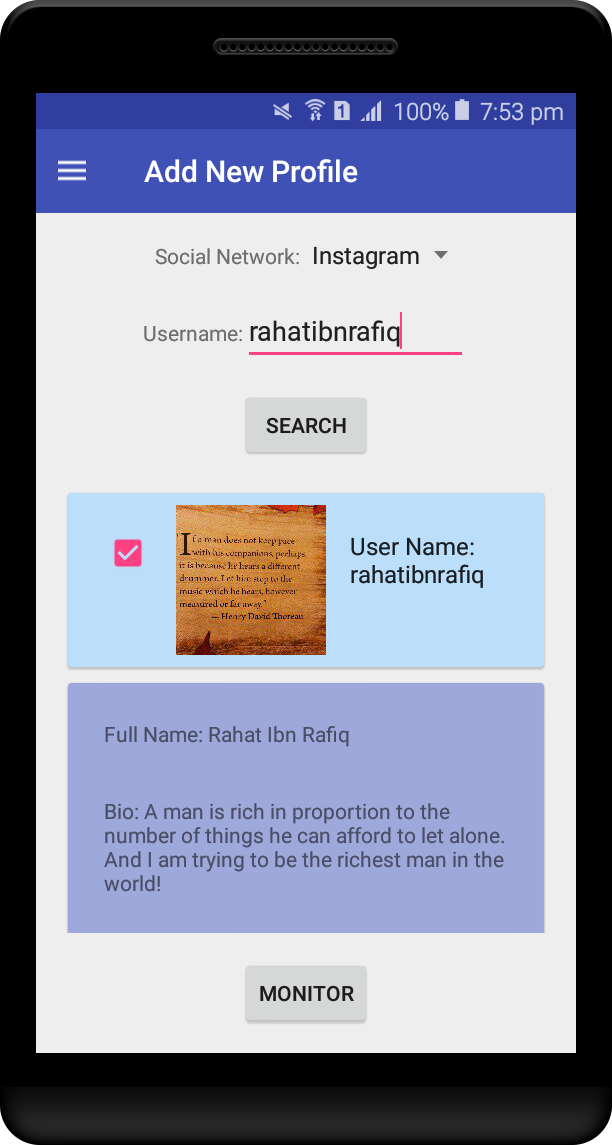 1 100% 7:53 pm
Add New Profile
Social Network: Instagram
Username: rahatibnrafiq
SEARCH
If a man does not keep pace
with his companions, perhaps
it is because he hears a different
drummer. Let him step to the
music which he hears, however
measured or far away."
— Henry David Thoreau
User Name:
rahatibnrafiq
Full Name: Rahat Ibn Rafiq
Bio: A man is rich in proportion to the
number of things he can afford to let alone.
And I am trying to be the richest man in the
world!
MONITOR